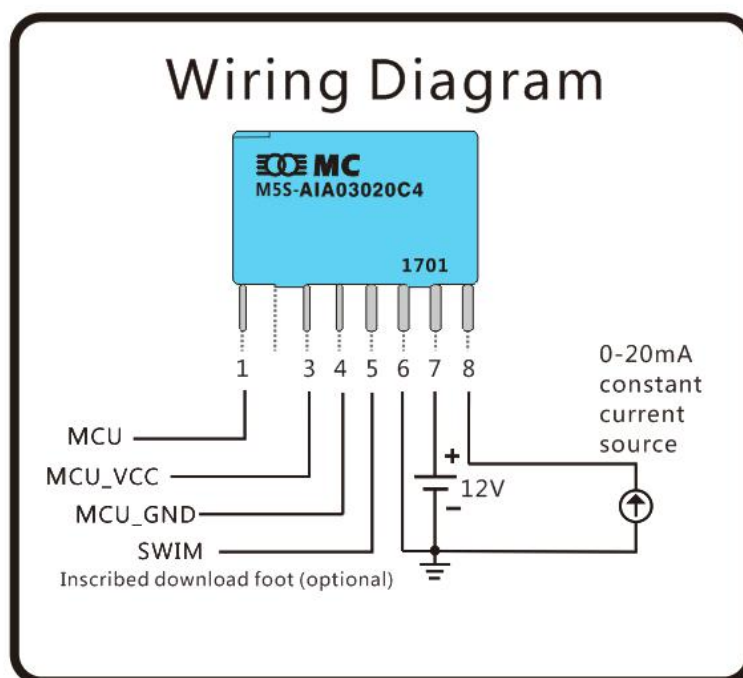 Wiring Diagram
MC
M5S-AIA03020C4
1701
1 3 4 5 6 7 8
0-20mA
constant
current
source
MCU
MCU_VCC
MCU_GND
SWIM
Inscribed download foot (optional)
+
12V
-